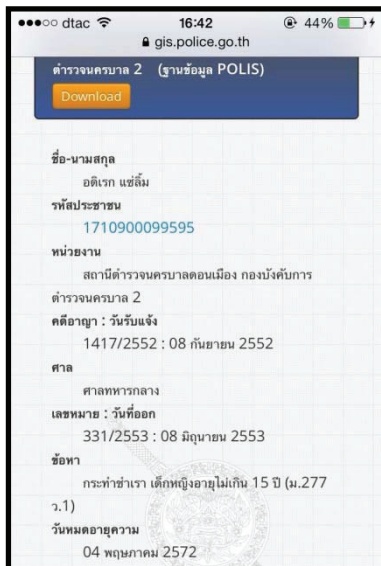 dtac 16:42 44%
gis.police.go.th
ตำรวจนครบาล 2 (ฐานข้อมูล POLIS)
Download
ชื่อ-นามสกุล
อดิเรก แซ่ลิ้ม
รหัสประชาชน
1710900099595
หน่วยงาน
สถานีตำรวจนครบาลดอนเมือง กองบังคับการ
ตำรวจนครบาล 2
คดีอาญา : วันรับแจ้ง
1417/2552 : 08 กันยายน 2552
ศาล
ศาลทหารกลาง
เลขหมาย : วันที่ออก
331/2553 : 08 มิถุนายน 2553
ข้อหา
กระทำชำเรา เด็กหญิงอายุไม่เกิน 15 ปี (ม.277
ว.1)
วันหมดอายุความ
04 พฤษภาคม 2572